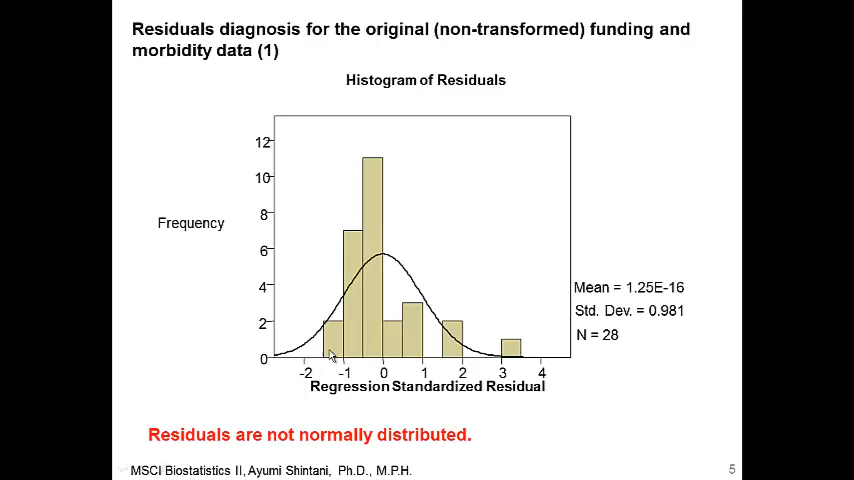 Residuals diagnosis for the original (non-transformed) funding and
morbidity data (1)
Histogram of Residuals
12
10
8
6
4
2
0
Frequency
Mean = 1.25E-16
Std. Dev. = 0.981
N = 28
-2 -1 0 1 2 3 4
Regression Standardized Residual
Residuals are not normally distributed.
MSCI Biostatistics II, Ayumi Shintani, Ph.D., M.P.H.
5